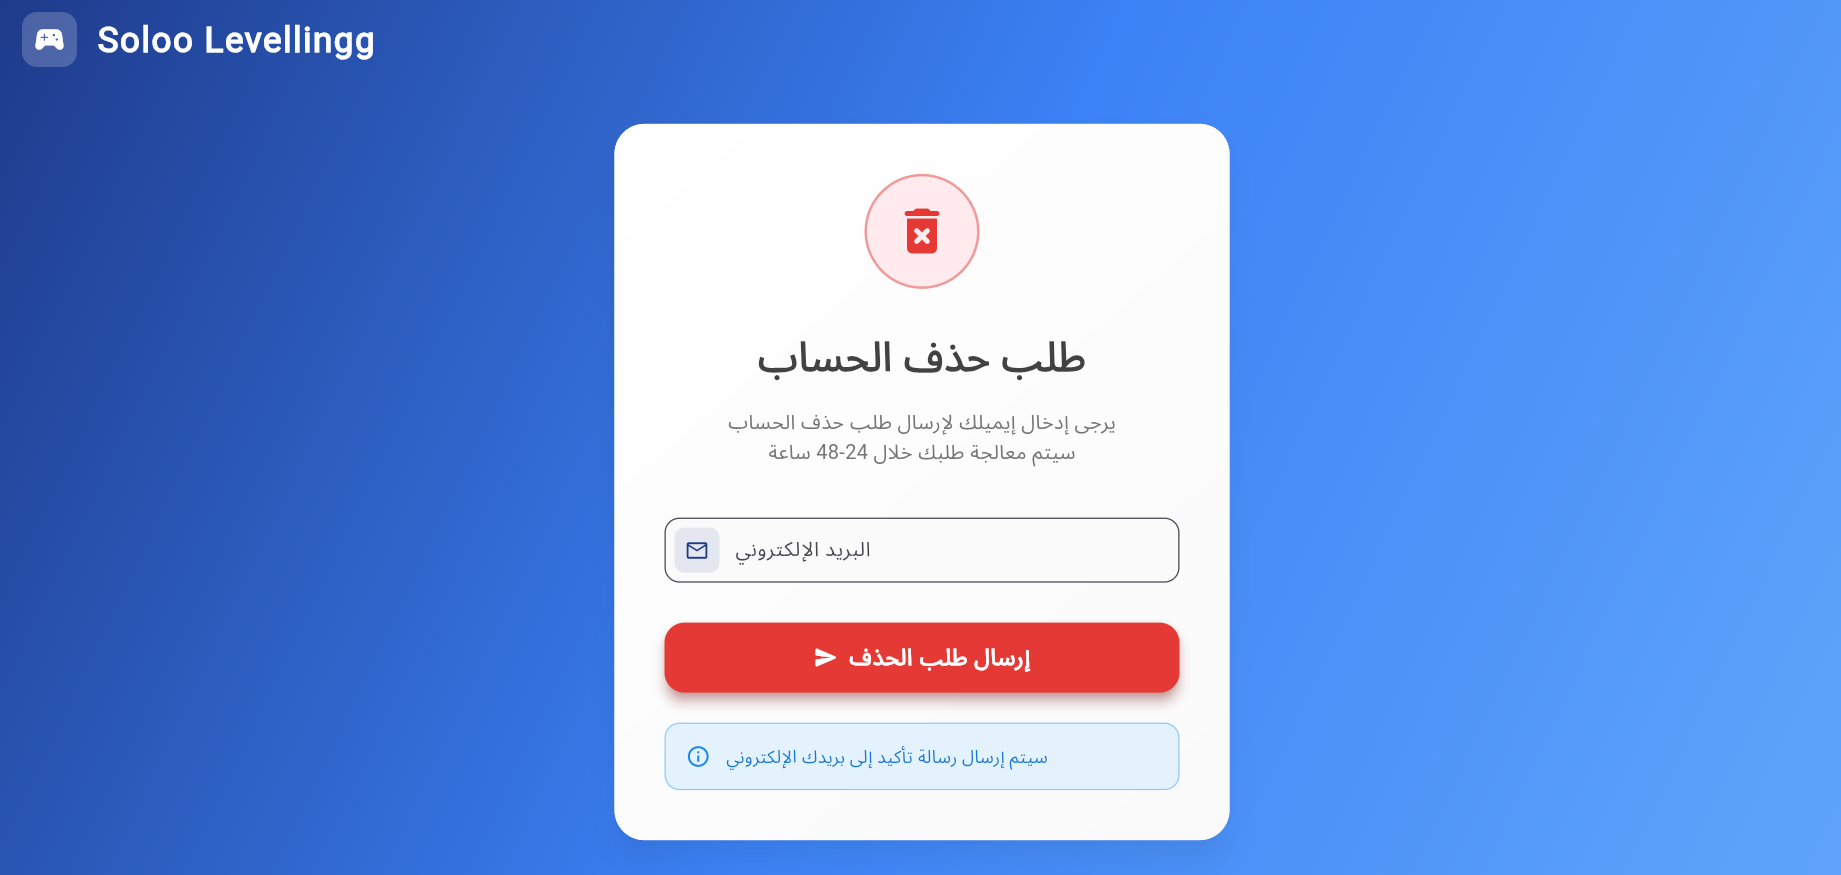 Soloo Levellingg
طلب حذف الحساب
يرجى إدخال إيميلك لإرسال طلب حذف الحساب
سيتم معالجة طلبك خلال 24-48 ساعة
البريد الإلكتروني
إرسال طلب الحذف
سيتم إرسال رسالة تأكيد إلى بريدك الإلكتروني